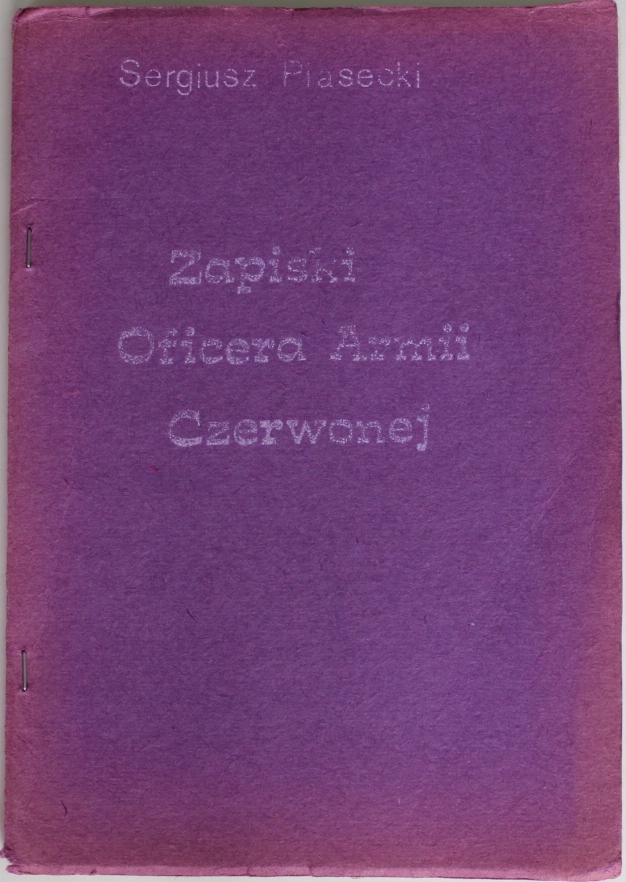 Sergiusz Piasecki
Zapiski
Oficera Armii
Czerwonej